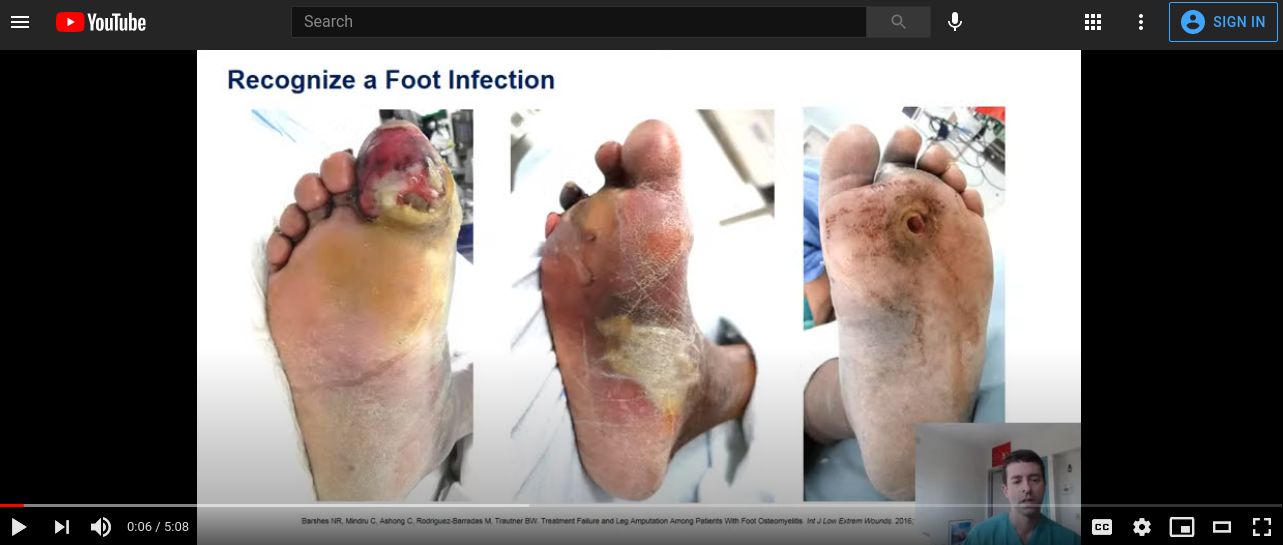 YouTube
Search
SIGN IN
Recognize a Foot Infection
Barshes NR, Mindru C, Ashong C, Rodriguez-Barradas M, Trautner BW. Treatment Failure and Leg Amputation Among Patients With Foot Osteomyelitis. Int J Low Extrem Wounds. 2016;
0:06 / 5:08
CC